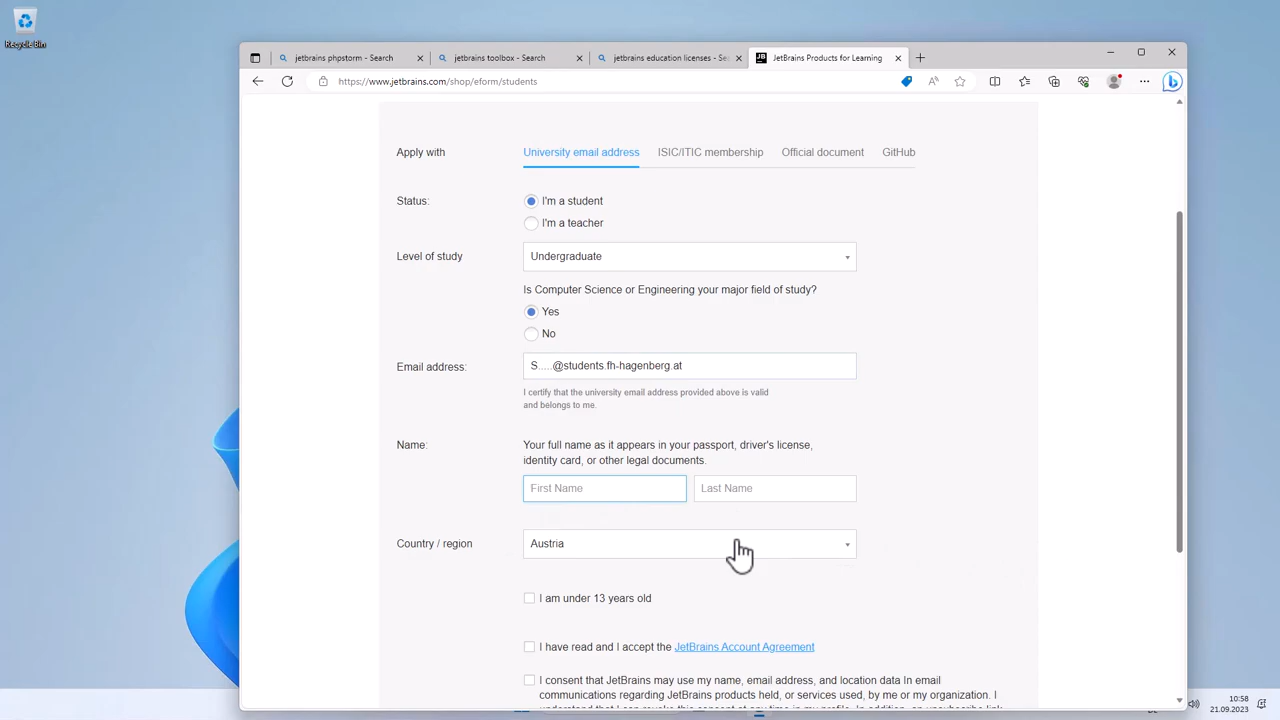 Recycle Bin
jetbrains phpstorm - Search
jetbrains toolbox - Search
jetbrains education licenses - Se
JetBrains Products for Learning
https://www.jetbrains.com/shop/eform/students
Apply with
University email address
ISIC/ITIC membership
Official document
GitHub
Status:
I'm a student
I'm a teacher
Level of study
Undergraduate
Is Computer Science or Engineering your major field of study?
Yes
No
Email address:
S.....@students.fh-hagenberg.at
I certify that the university email address provided above is valid
and belongs to me.
Name:
Your full name as it appears in your passport, driver's license,
identity card, or other legal documents.
First Name
Last Name
Country / region
Austria
I am under 13 years old
I have read and I accept the JetBrains Account Agreement
I consent that JetBrains may use my name, email address, and location data In email
communications regarding JetBrains products held, or services used, by me or my organization. I
10:58
21.09.2023